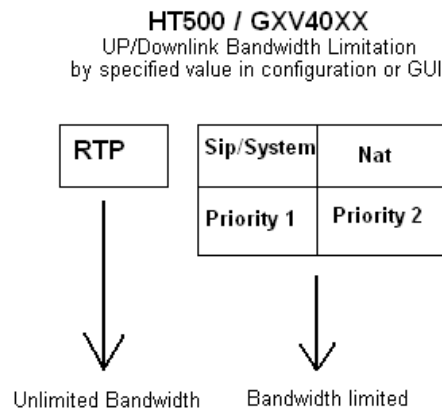 HT500 / GXV40XX
UP/Downlink Bandwidth Limitation
by specified value in configuration or GUI
RTP
Sip/System Nat
Priority 1 Priority 2
Unlimited Bandwidth Bandwidth limited